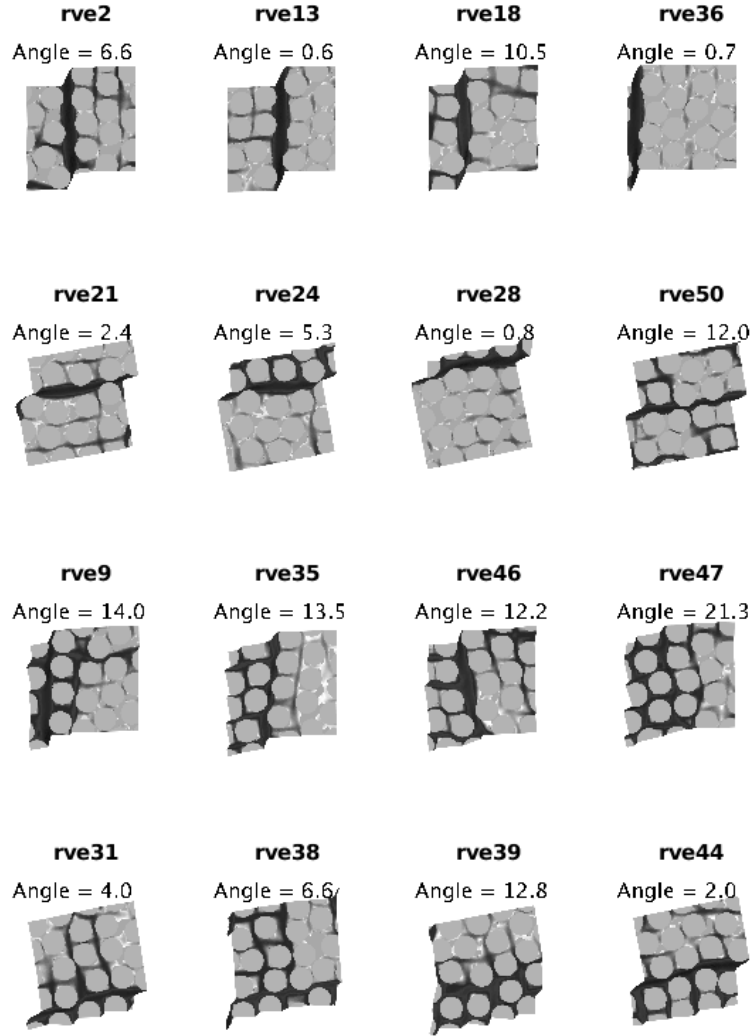 rve2 rve13 rve18 rve36
Angle = 6.6 Angle = 0.6 Angle = 10.5 Angle = 0.7
rve21 rve24 rve28 rve50
Angle = 2.4 Angle = 5.3 Angle = 0.8 Angle = 12.0
rve9 rve35 rve46 rve47
Angle = 14.0 Angle = 13.5 Angle = 12.2 Angle = 21.3
rve31 rve38 rve39 rve44
Angle = 4.0 Angle = 6.6 Angle = 12.8 Angle = 2.0